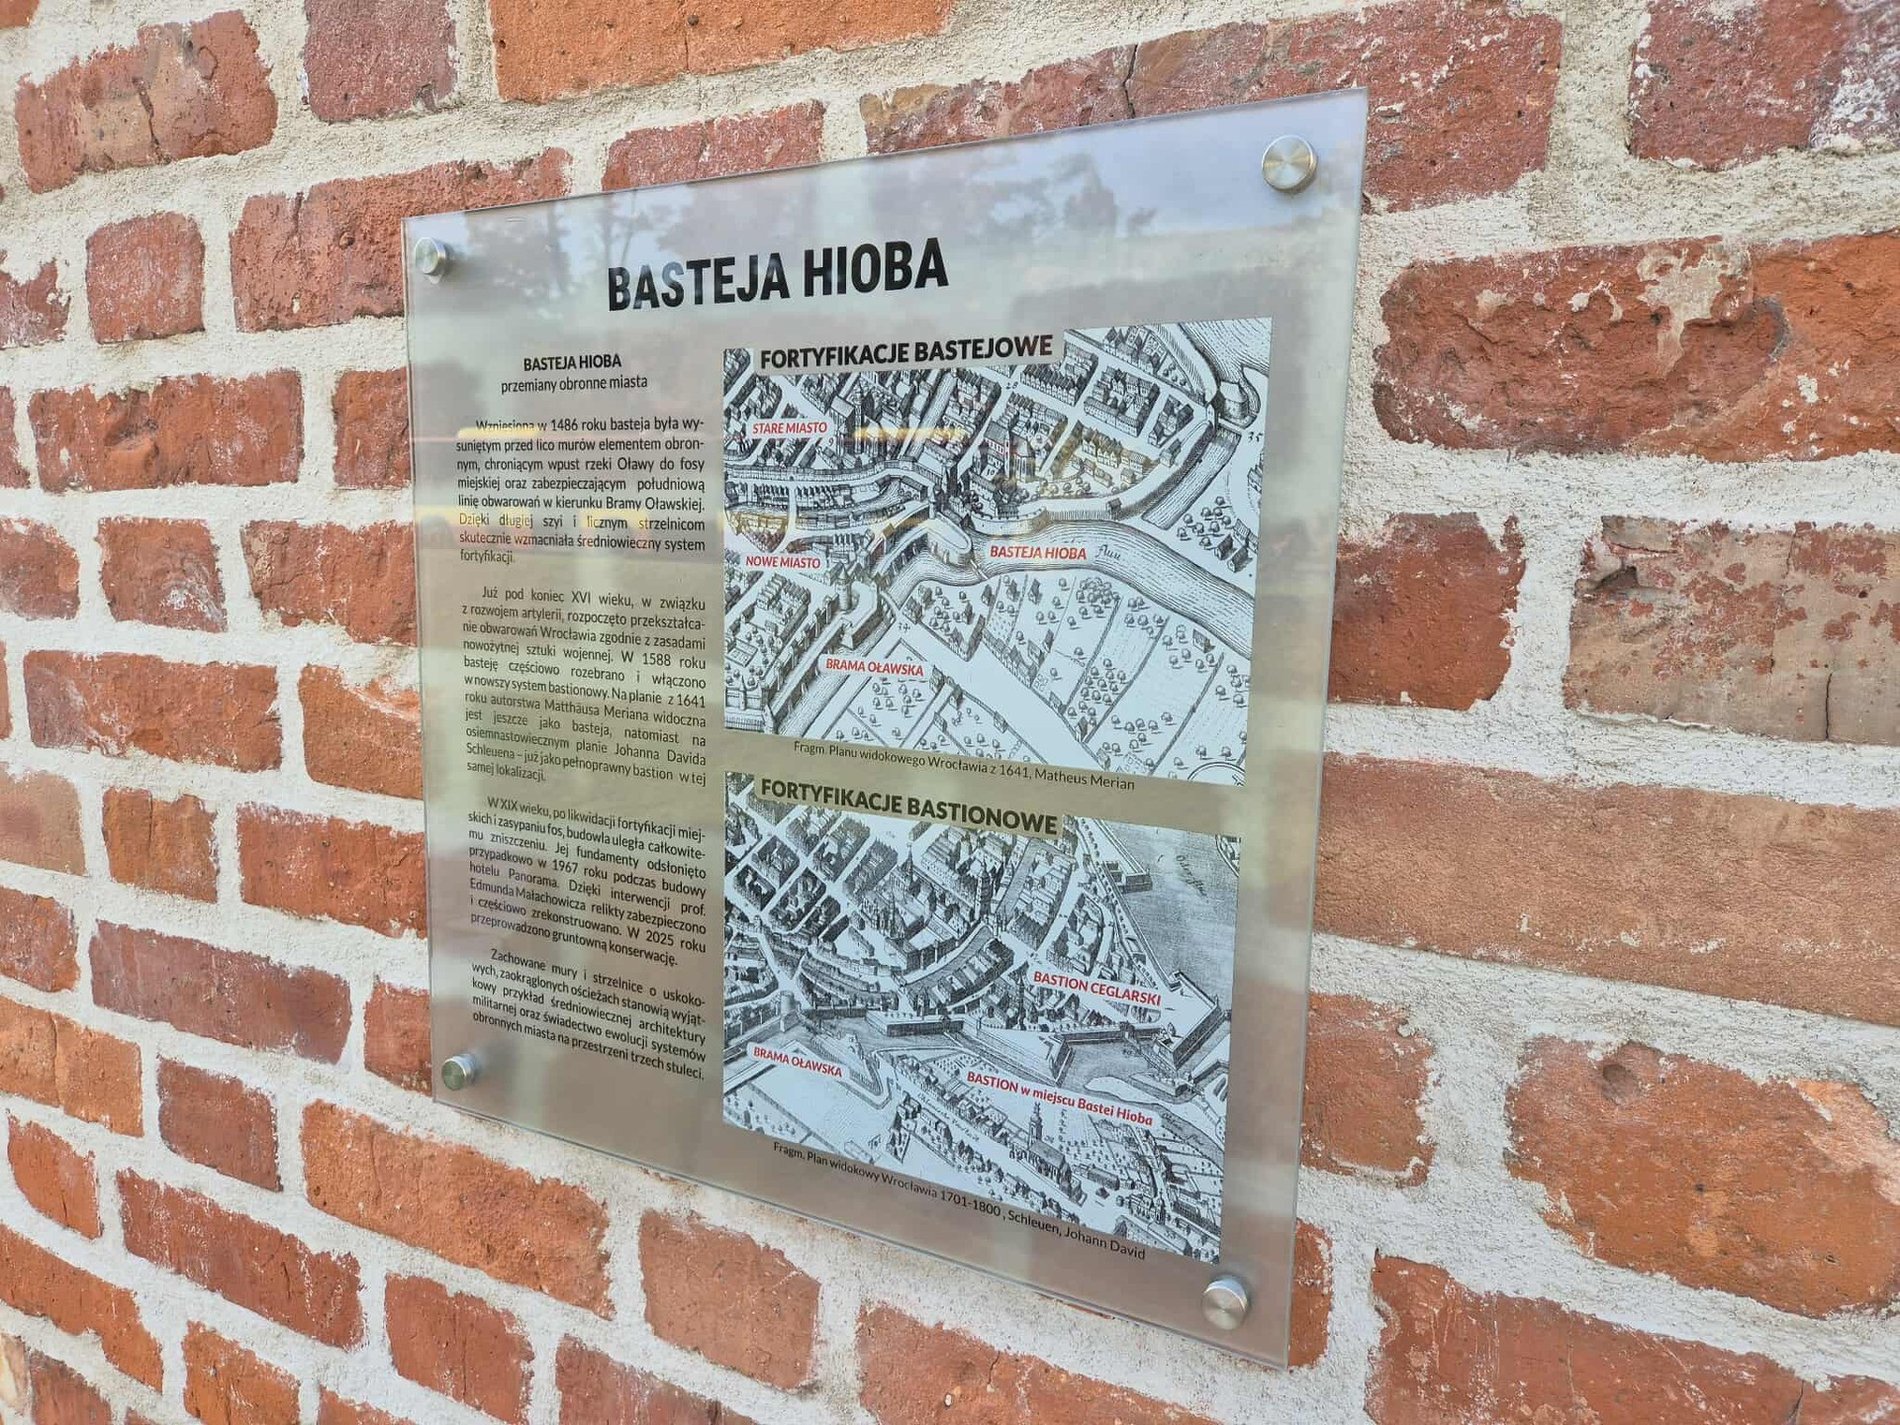 BASTEJA HIOBA
BASTEJA HIOBA
przemiany obronne miasta
Wzniesiona w 1486 roku basteja była wy-
suniętym przed lico murów elementem obron-
nym, chroniącym wpust rzeki Oławy do fosy
miejskiej oraz zabezpieczającym południową
linię obwarowań w kierunku Bramy Oławskiej.
Dzięki długiej szyi i licznym strzelnicom
skutecznie wzmacniała średniowieczny system
fortyfikacji.
Już pod koniec XVI wieku, w związku
z rozwojem artylerii, rozpoczęto przekształca-
nie obwarowań Wrocławia zgodnie z zasadami
nowożytnej sztuki wojennej. W 1588 roku
basteję częściowo rozebrano i włączono
w nowszy system bastionowy. Na planie z 1641
roku autorstwa Matthäusa Meriana widoczna
jest jeszcze jako basteja, natomiast na
osiemnastowiecznym planie Johanna Davida
Schleuena – już jako pełnoprawny bastion w tej
samej lokalizacji.
W XIX wieku, po likwidacji fortyfikacji miej-
skich i zasypaniu fos, budowla uległa całkowite-
mu zniszczeniu. Jej fundamenty odsłonięto
przypadkowo w 1967 roku podczas budowy
hotelu Panorama. Dzięki interwencji prof.
Edmunda Małachowicza relikty zabezpieczono
i częściowo zrekonstruowano. W 2025 roku
przeprowadzono gruntowną konserwację.
Zachowane mury i strzelnice o uskoko-
wych, zaokrąglonych ościeżach stanowią wyjąt-
kowy przykład średniowiecznej architektury
militarnej oraz świadectwo ewolucji systemów
obronnych miasta na przestrzeni trzech stuleci.
FORTYFIKACJE BASTEJOWE
STARE MIASTO
BASTEJA HIOBA
NOWE MIASTO
BRAMA OŁAWSKA
Fragm. Planu widokowego Wrocławia z 1641, Matheus Merian
FORTYFIKACJE BASTIONOWE
BASTION CEGLARSKI
BRAMA OŁAWSKA
BASTION w miejscu Bastei Hioba
Fragm. Plan widokowy Wrocławia 1701-1800 , Schleuen, Johann David